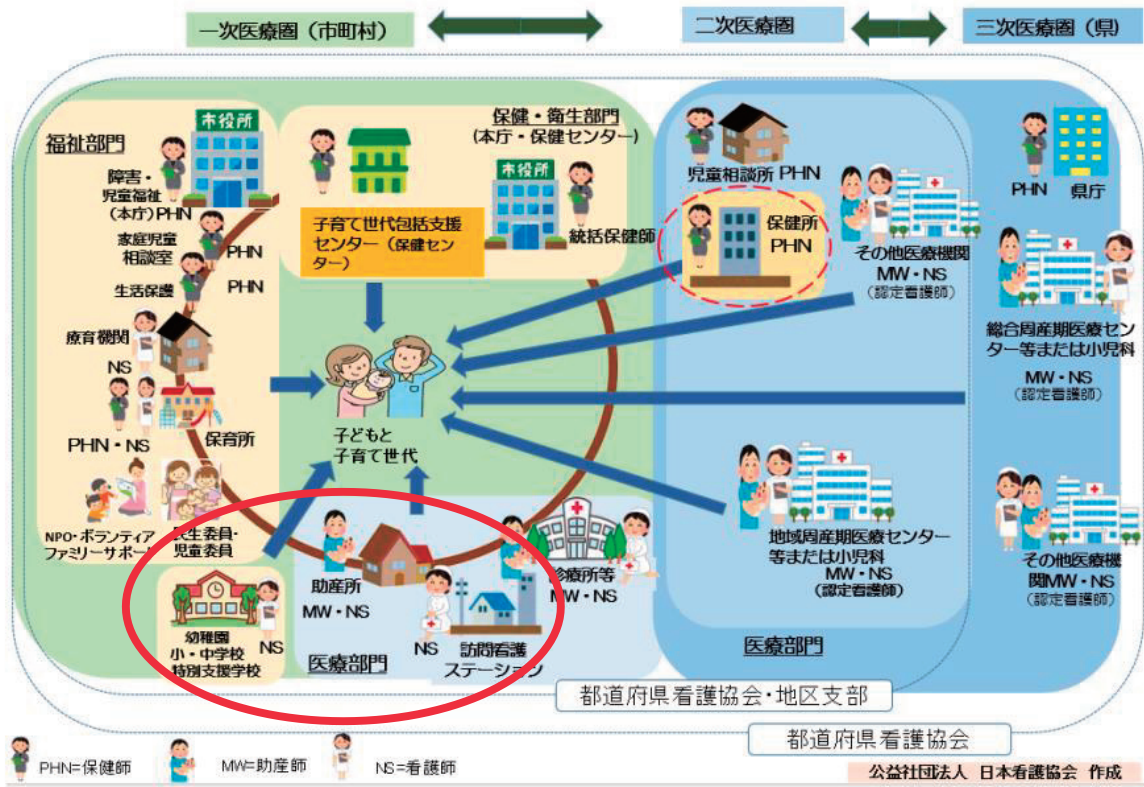 一次医療圏（市町村）
二次医療圏
三次医療圏（県）
福祉部門
市役所
障害・
児童福祉
（本庁）PHN
家庭児童
相談室
PHN
生活保護
PHN
療育機関
NS
PHN・NS
保育所
NPO・ボランティア
ファミリーサポート
民生委員・
児童委員
幼稚園
小・中学校
特別支援学校
NS
保健・衛生部門
（本庁・保健センター）
市役所
統括保健師
子育て世代包括支援
センター（保健セン
ター）
子どもと
子育て世代
助産所
MW・NS
医療部門
NS
訪問看護
ステーション
診療所等
MW・NS
児童相談所 PHN
保健所
PHN
その他医療機関
MW・NS
（認定看護師）
地域周産期医療センター
等または小児科
MW・NS
（認定看護師）
医療部門
PHN
県庁
総合周産期医療セン
ター等または小児科
MW・NS
（認定看護師）
その他医療機
関MW・NS
（認定看護師）
都道府県看護協会・地区支部
都道府県看護協会
PHN=保健師
MW=助産師
NS=看護師
公益社団法人 日本看護協会 作成